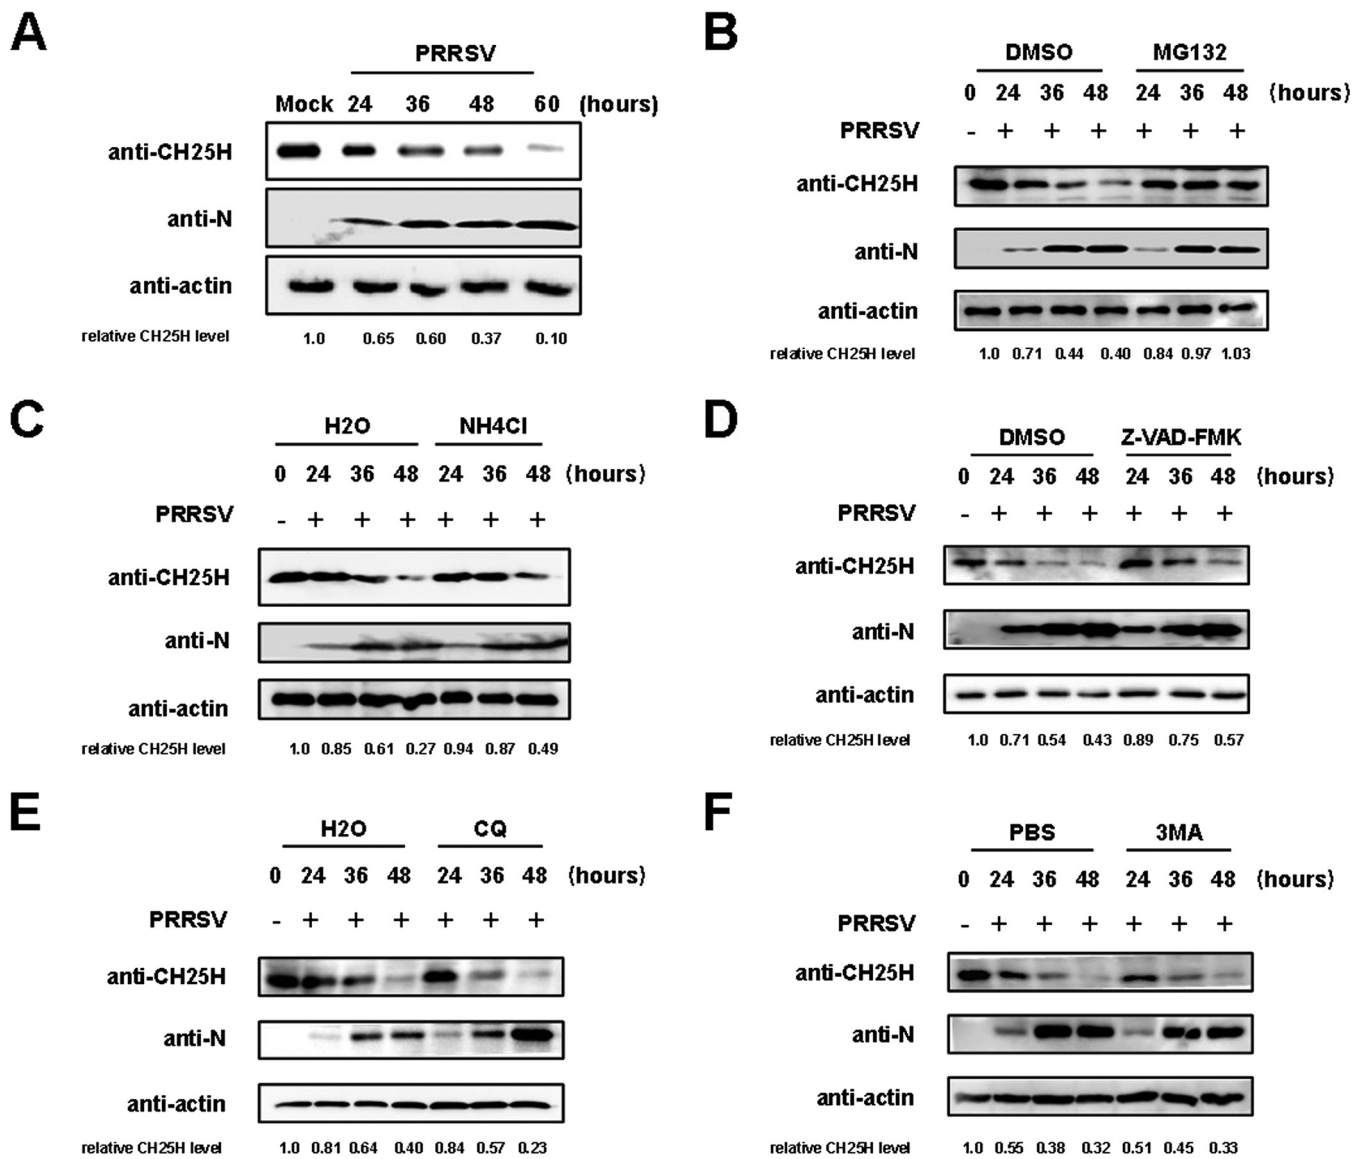 A
PRRSV
Mock 24 36 48 60 (hours)
anti-CH25H
anti-N
anti-actin
relative CH25H level 1.0 0.65 0.60 0.37 0.10
B
DMSO MG132
0 24 36 48 24 36 48 (hours)
PRRSV - + + + + + +
anti-CH25H
anti-N
anti-actin
relative CH25H level 1.0 0.71 0.44 0.40 0.84 0.97 1.03
C
H2O NH4Cl
0 24 36 48 24 36 48 (hours)
PRRSV - + + + + + +
anti-CH25H
anti-N
anti-actin
relative CH25H level 1.0 0.85 0.61 0.27 0.94 0.87 0.49
D
DMSO Z-VAD-FMK
0 24 36 48 24 36 48 (hours)
PRRSV - + + + + + +
anti-CH25H
anti-N
anti-actin
relative CH25H level 1.0 0.71 0.54 0.43 0.89 0.75 0.57
E
H2O CQ
0 24 36 48 24 36 48 (hours)
PRRSV - + + + + + +
anti-CH25H
anti-N
anti-actin
relative CH25H level 1.0 0.81 0.64 0.40 0.84 0.57 0.23
F
PBS 3MA
0 24 36 48 24 36 48 (hours)
PRRSV - + + + + + +
anti-CH25H
anti-N
anti-actin
relative CH25H level 1.0 0.55 0.38 0.32 0.51 0.45 0.33